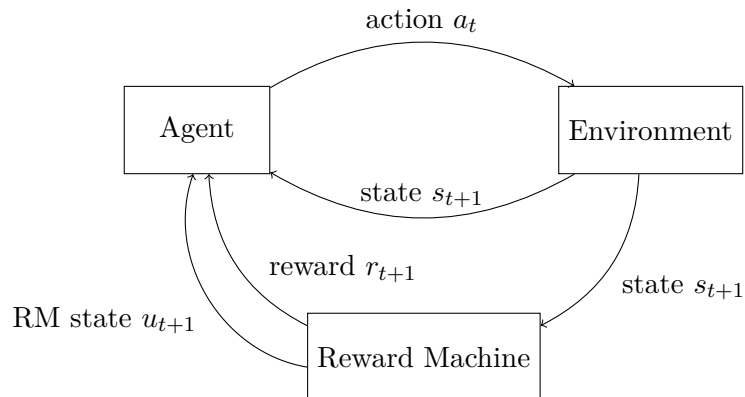 action a_t
Agent
Environment
state s_{t+1}
reward r_{t+1}
state s_{t+1}
RM state u_{t+1}
Reward Machine